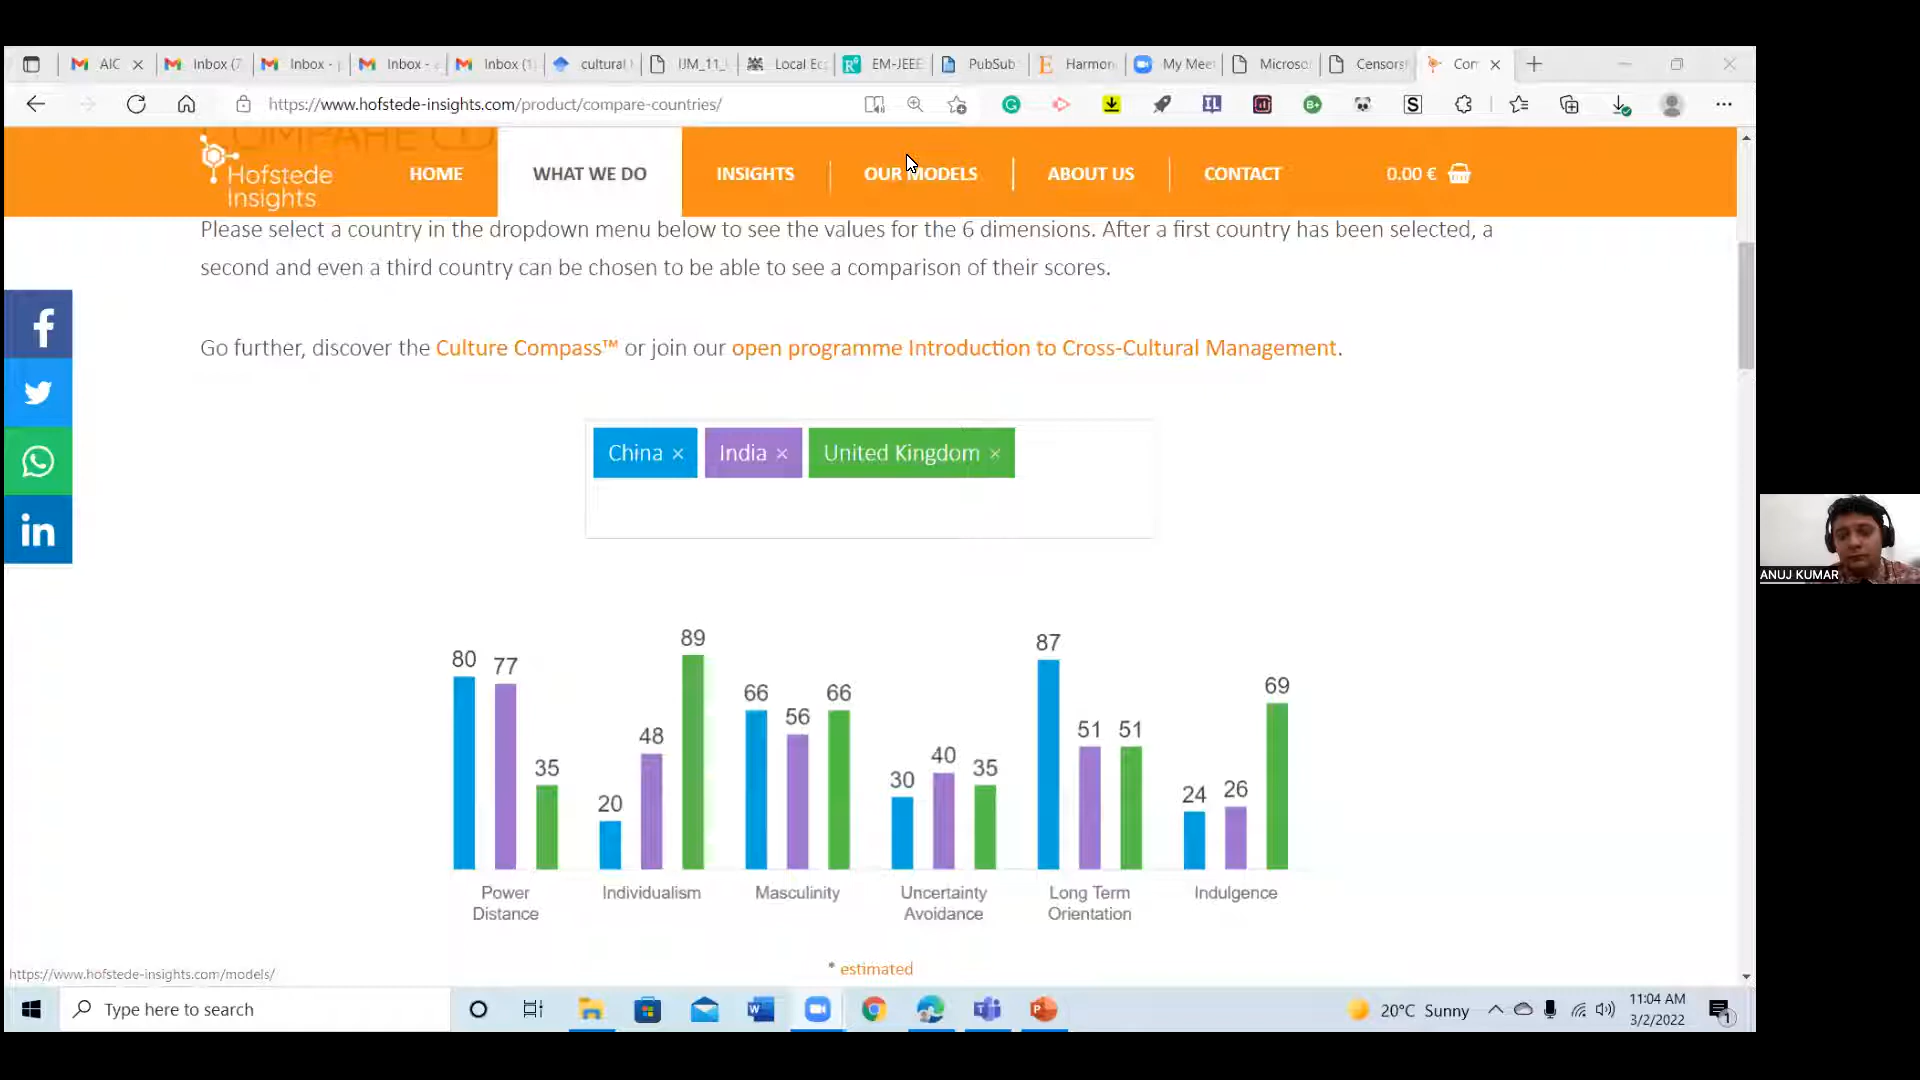 AIC
Inbox (7
Inbox -
Inbox -
Inbox (1
cultural
IJM_11_
Local Ec
EM-JEEE
PubSub
Harmon
My Meet
Microso
Censors
Con
https://www.hofstede-insights.com/product/compare-countries/
Hofstede
Insights
HOME
WHAT WE DO
INSIGHTS
OUR MODELS
ABOUT US
CONTACT
0.00 €
Please select a country in the dropdown menu below to see the values for the 6 dimensions. After a first country has been selected, a
second and even a third country can be chosen to be able to see a comparison of their scores.
Go further, discover the Culture Compass™ or join our open programme Introduction to Cross-Cultural Management.
China × India × United Kingdom ×
ANUJ KUMAR
80 77 35
20 48 89
66 56 66
30 40 35
87 51 51
24 26 69
Power
Distance
Individualism
Masculinity
Uncertainty
Avoidance
Long Term
Orientation
Indulgence
* estimated
https://www.hofstede-insights.com/models/
Type here to search
20°C Sunny
11:04 AM
3/2/2022
1